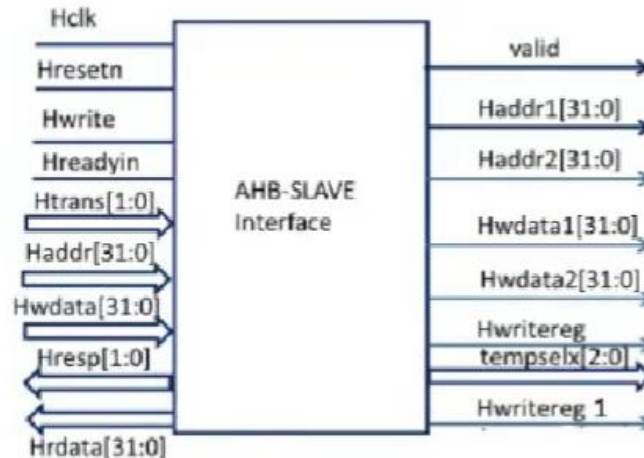 Hclk
Hresetn
Hwrite
Hreadyin
Htrans[1:0]
Haddr[31:0]
Hwdata[31:0]
Hresp[1:0]
Hrdata[31:0]
AHB-SLAVE
Interface
valid
Haddr1[31:0]
Haddr2[31:0]
Hwdata1[31:0]
Hwdata2[31:0]
Hwritereg
tempselx[2:0]
Hwritereg 1